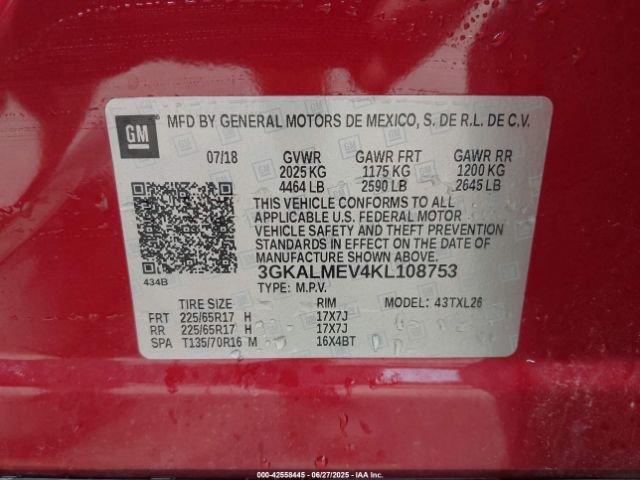 GM
MFD BY GENERAL MOTORS DE MEXICO, S. DE R.L. DE C.V.
07/18 GVWR GAWR FRT GAWR RR
2025 KG 1175 KG 1200 KG
4464 LB 2590 LB 2645 LB
THIS VEHICLE CONFORMS TO ALL
APPLICABLE U.S. FEDERAL MOTOR
VEHICLE SAFETY AND THEFT PREVENTION
STANDARDS IN EFFECT ON THE DATE OF
MANUFACTURE SHOWN ABOVE.
434B
3GKALMEV4KL108753
TYPE: M.P.V.
TIRE SIZE RIM MODEL: 43TXL26
FRT 225/65R17 H 17X7J
RR 225/65R17 H 17X7J
SPA T135/70R16 M 16X4BT
000-42558445 - 06/27/2025 - IAAI.COM